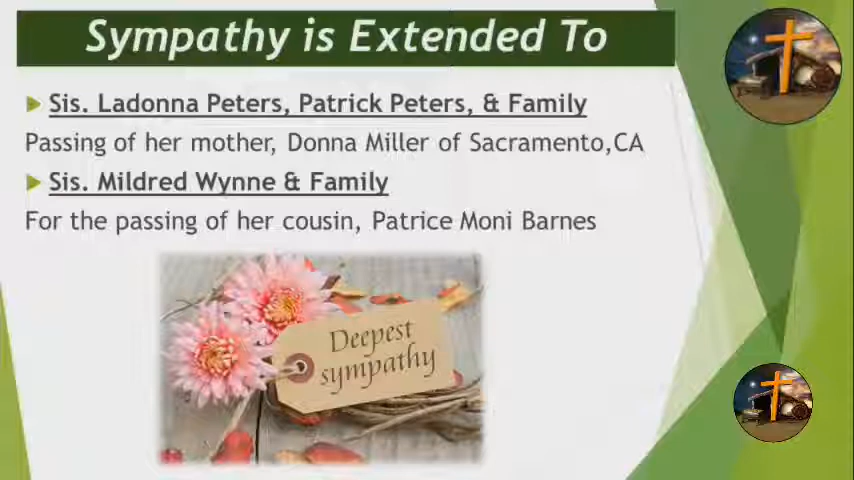 Sympathy is Extended To
Sis. Ladonna Peters, Patrick Peters, & Family
Passing of her mother, Donna Miller of Sacramento,CA
Sis. Mildred Wynne & Family
For the passing of her cousin, Patrice Moni Barnes
Deepest
sympathy